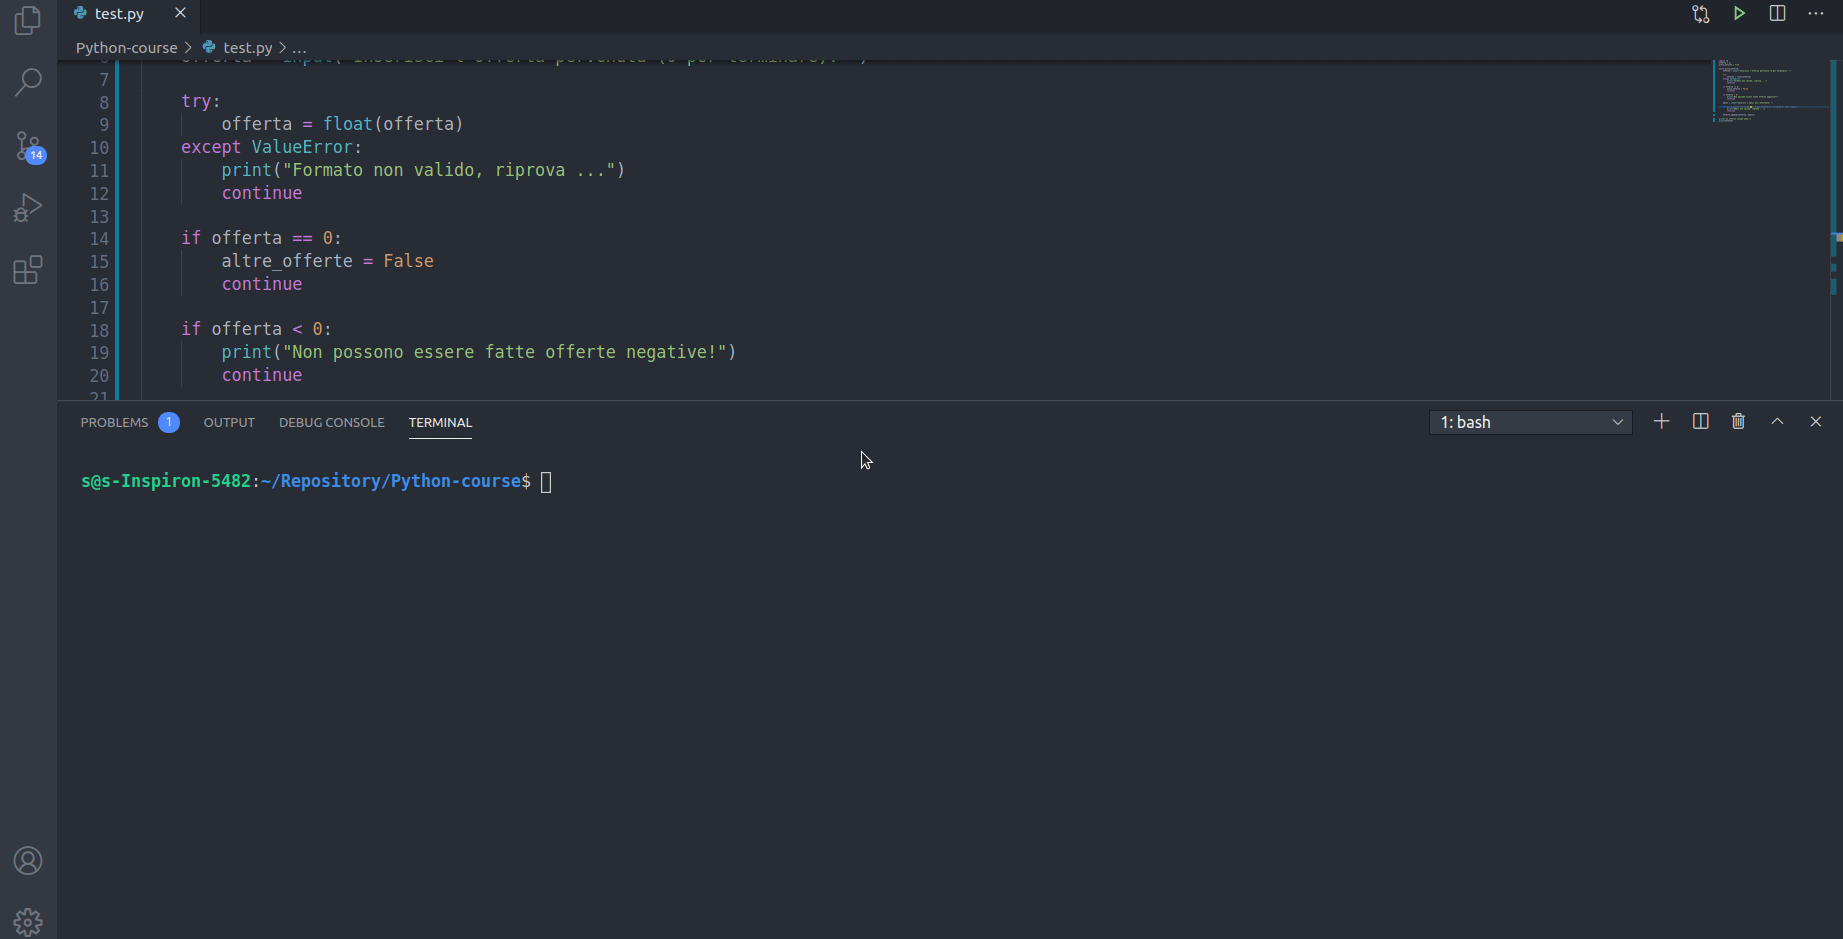 test.py
Python-course > test.py > ...
7
8 try:
9 offerta = float(offerta)
10 except ValueError:
11 print("Formato non valido, riprova ...")
12 continue
13
14 if offerta == 0:
15 altre_offerte = False
16 continue
17
18 if offerta < 0:
19 print("Non possono essere fatte offerte negative!")
20 continue
21
14
PROBLEMS 1 OUTPUT DEBUG CONSOLE TERMINAL 1: bash
s@s-Inspiron-5482:~/Repository/Python-course$